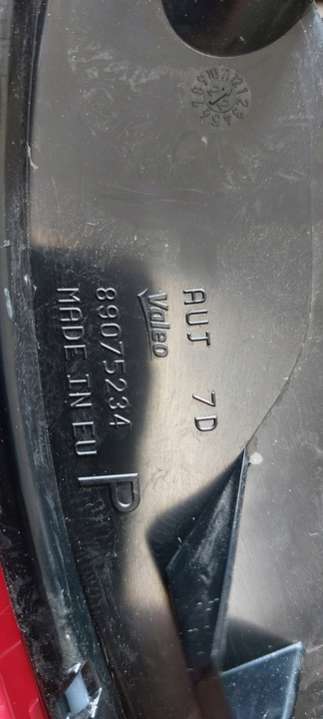 AUJ 7D
Valeo
89075234
MADE IN EU P